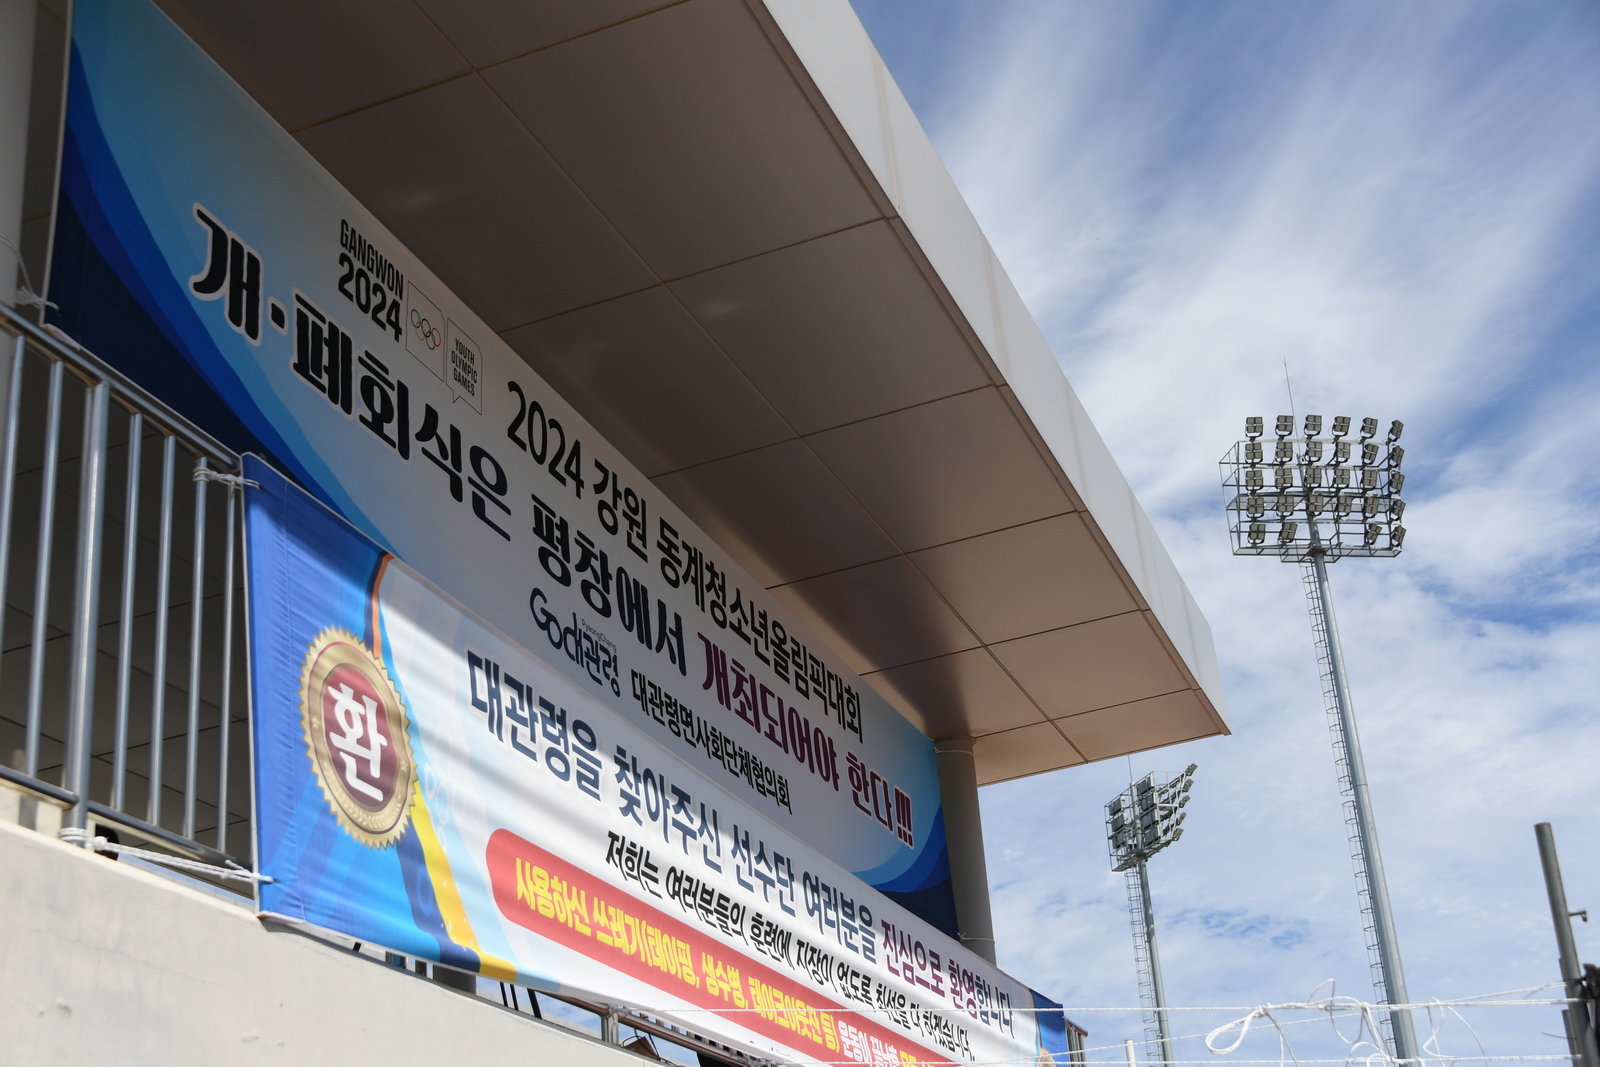 GANGWON
2024
YOUTH
OLYMPIC
GAMES
2024 강원 동계청소년올림픽대회
개·폐회식은 평창에서 개최되어야 한다!!!
PyeongChang
Go대관령
대관령면사회단체협의회
환
대관령을 찾아주신 선수단 여러분을 진심으로 환영합니다
저희는 여러분들의 훈련에 지장이 없도록 최선을 다 하겠습니다.
사용하신 쓰레기(테이핑, 생수병, 테이크아웃잔 등) 운동이 끝난후